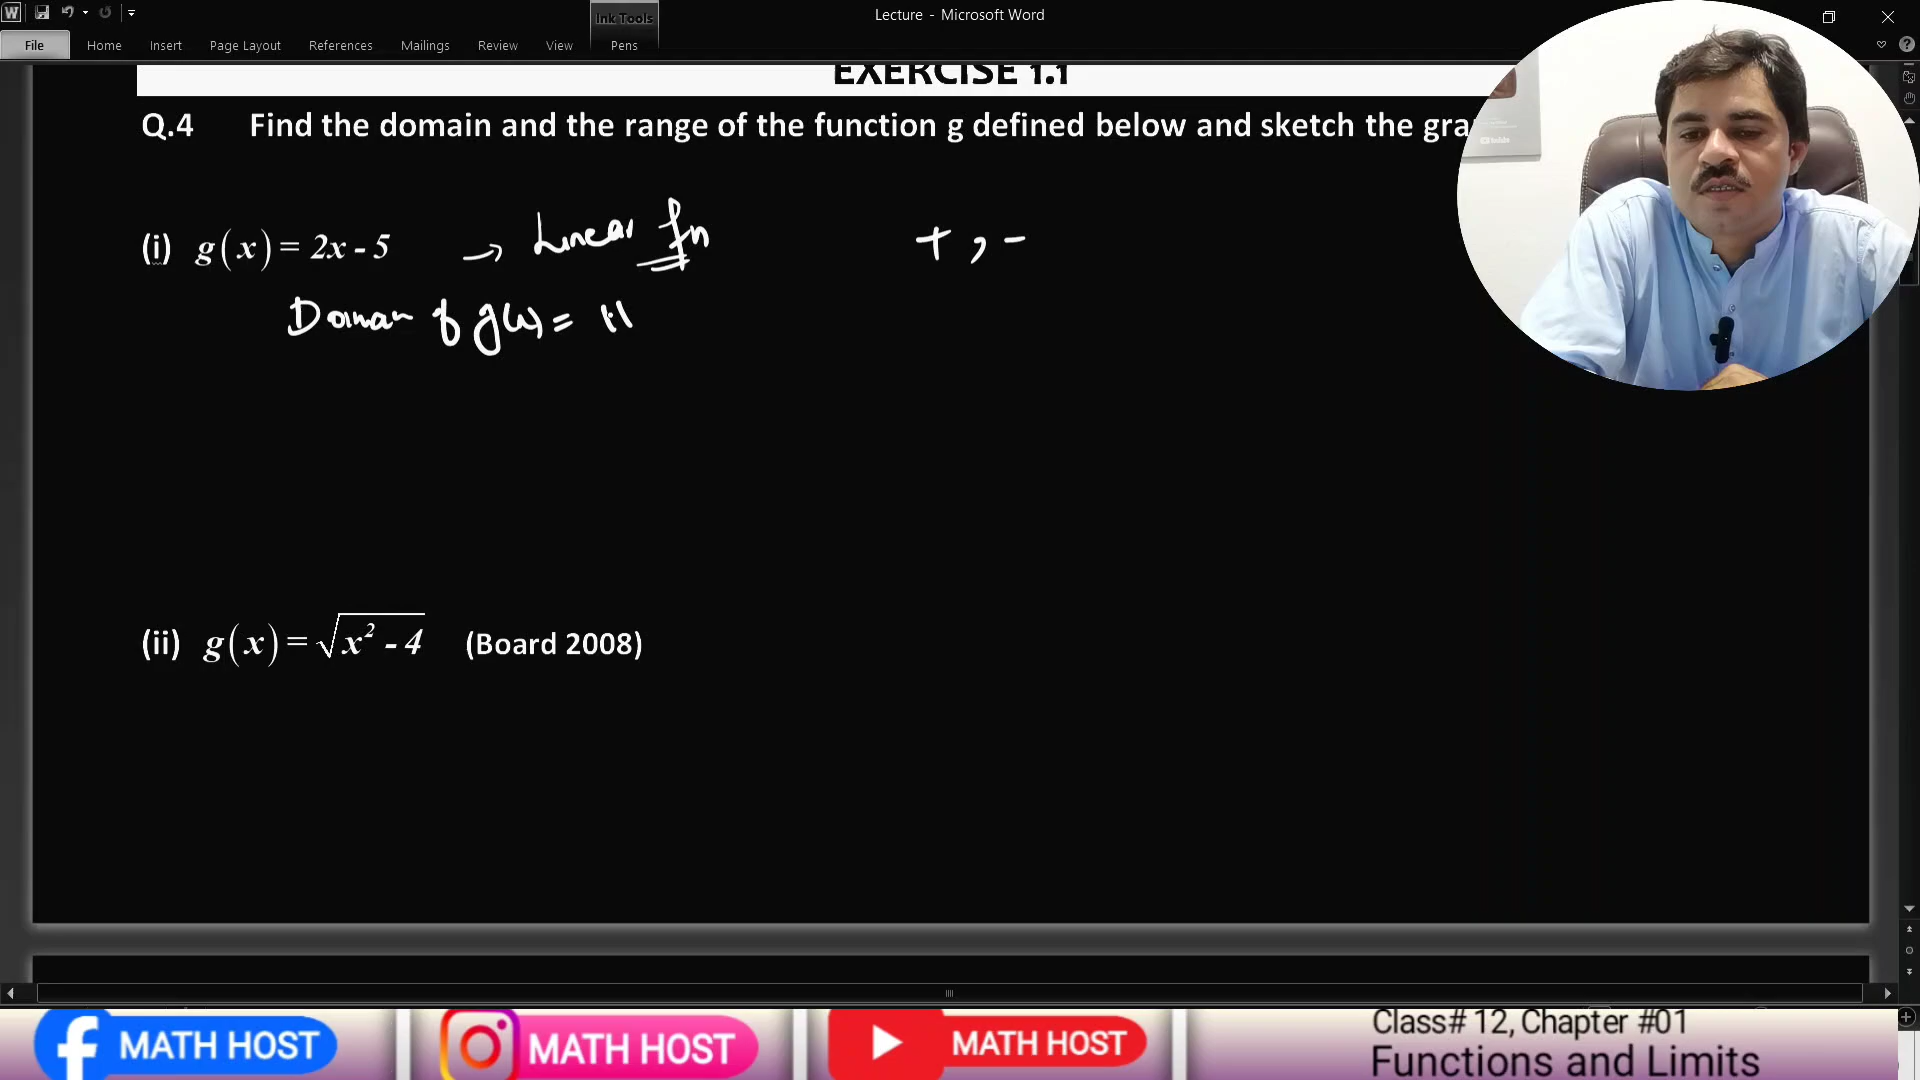 Lecture - Microsoft Word
Ink Tools
File Home Insert Page Layout References Mailings Review View Pens
EXERCISE 1.1
Q.4 Find the domain and the range of the function g defined below and sketch the gra
(i) g(x) = 2x - 5 → Linear fn + , -
Domain of g(x) =
(ii) g(x) = √(x² - 4) (Board 2008)
MATH HOST MATH HOST MATH HOST
Class# 12, Chapter #01
Functions and Limits